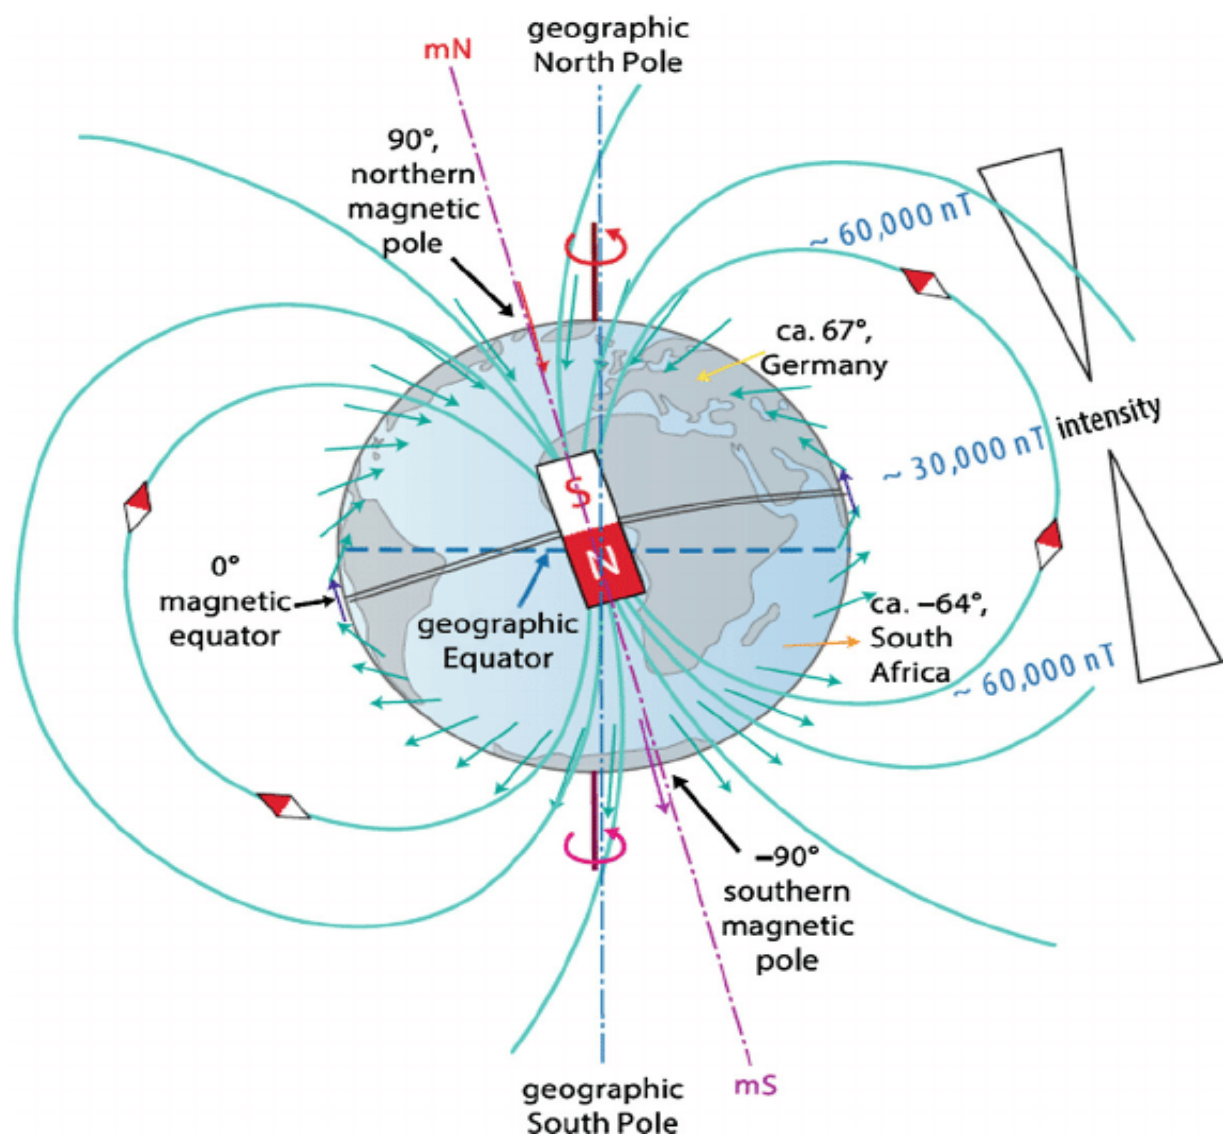 geographic
North Pole
mN
90°,
northern
magnetic
pole
~ 60,000 nT
ca. 67°,
Germany
intensity
~ 30,000 nT
S
N
0°
magnetic
equator
geographic
Equator
ca. –64°,
South
Africa
~ 60,000 nT
–90°
southern
magnetic
pole
mS
geographic
South Pole